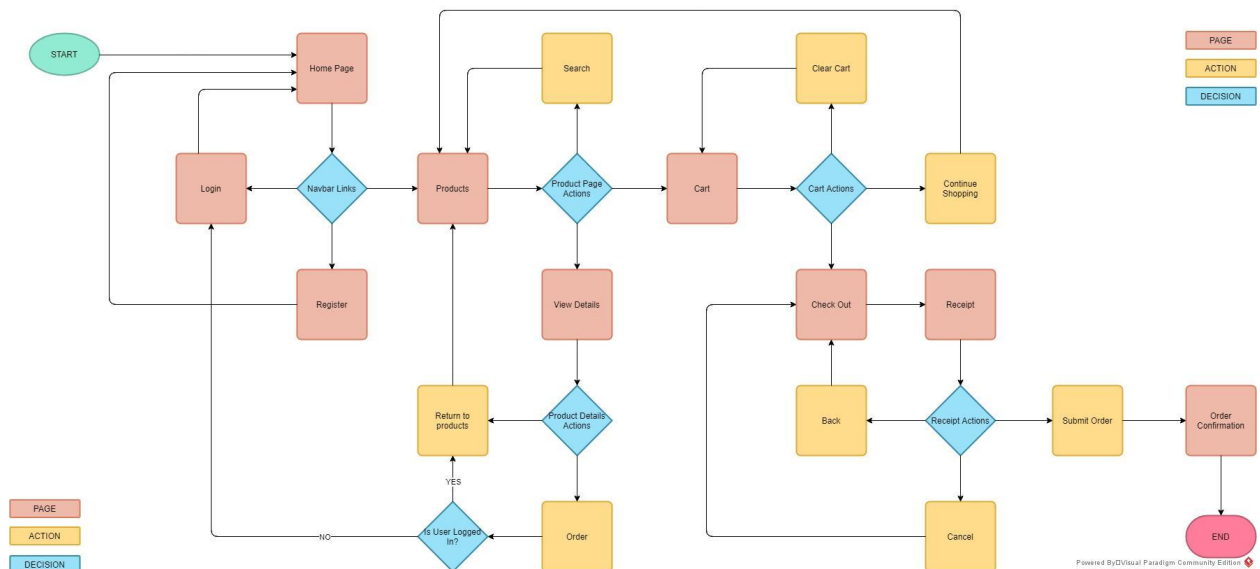 START
Home Page
Search
Clear Cart
PAGE
ACTION
DECISION
Login
Navbar Links
Products
Product Page
Actions
Cart
Cart Actions
Continue
Shopping
Register
View Details
Check Out
Receipt
Return to
products
Product Details
Actions
Back
Receipt Actions
Submit Order
Order
Confirmation
YES
NO
Is User Logged
In?
Order
Cancel
END
PAGE
ACTION
DECISION
Powered By□Visual Paradigm Community Edition